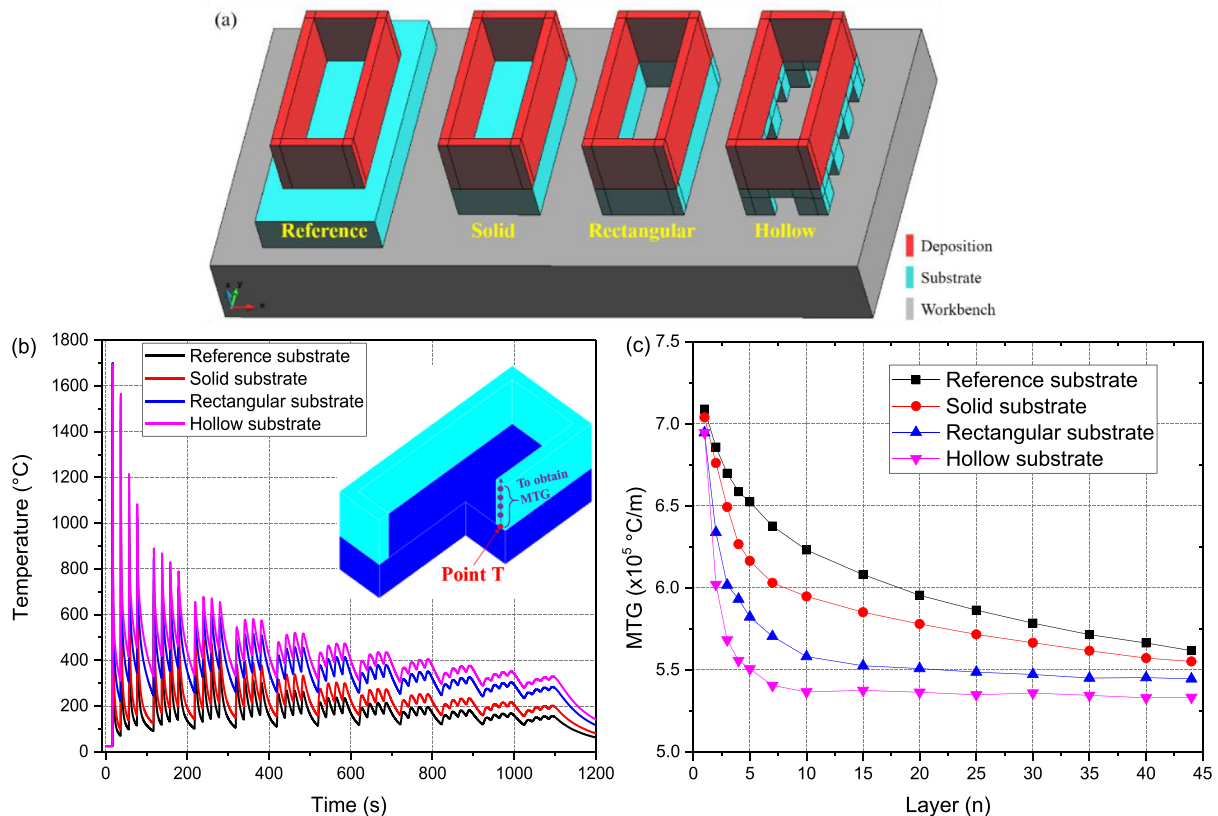 (a)
Reference
Solid
Rectangular
Hollow
Deposition
Substrate
Workbench
z
y
x
(b)
1800
1600
1400
1200
1000
800
600
400
200
0
Temperature (°C)
Reference substrate
Solid substrate
Rectangular substrate
Hollow substrate
To obtain
MTG
Point T
0
200
400
600
800
1000
1200
Time (s)
(c)
7.5
7.0
6.5
6.0
5.5
5.0
MTG (x10⁵ °C/m)
Reference substrate
Solid substrate
Rectangular substrate
Hollow substrate
0
5
10
15
20
25
30
35
40
45
Layer (n)